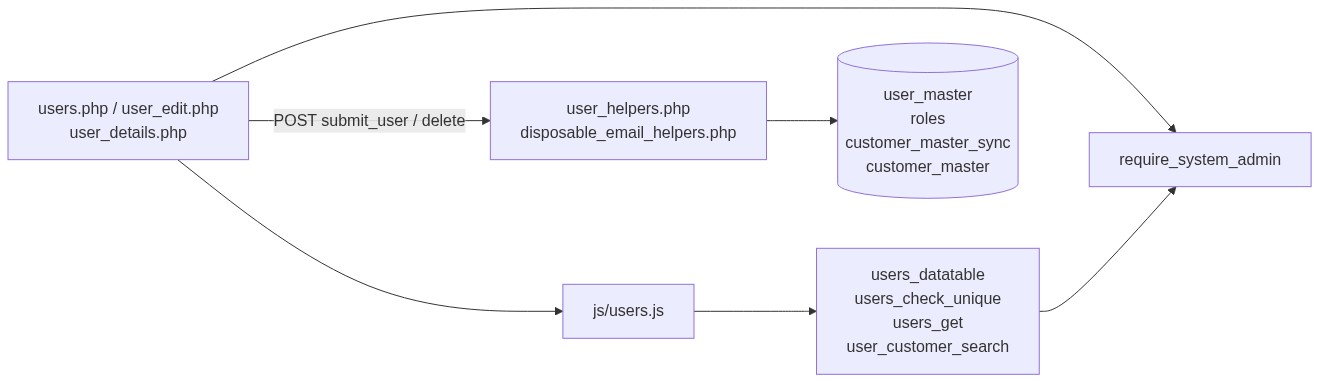 users.php / user_edit.php
user_details.php
POST submit_user / delete
user_helpers.php
disposable_email_helpers.php
user_master
roles
customer_master_sync
customer_master
require_system_admin
js/users.js
users_datatable
users_check_unique
users_get
user_customer_search